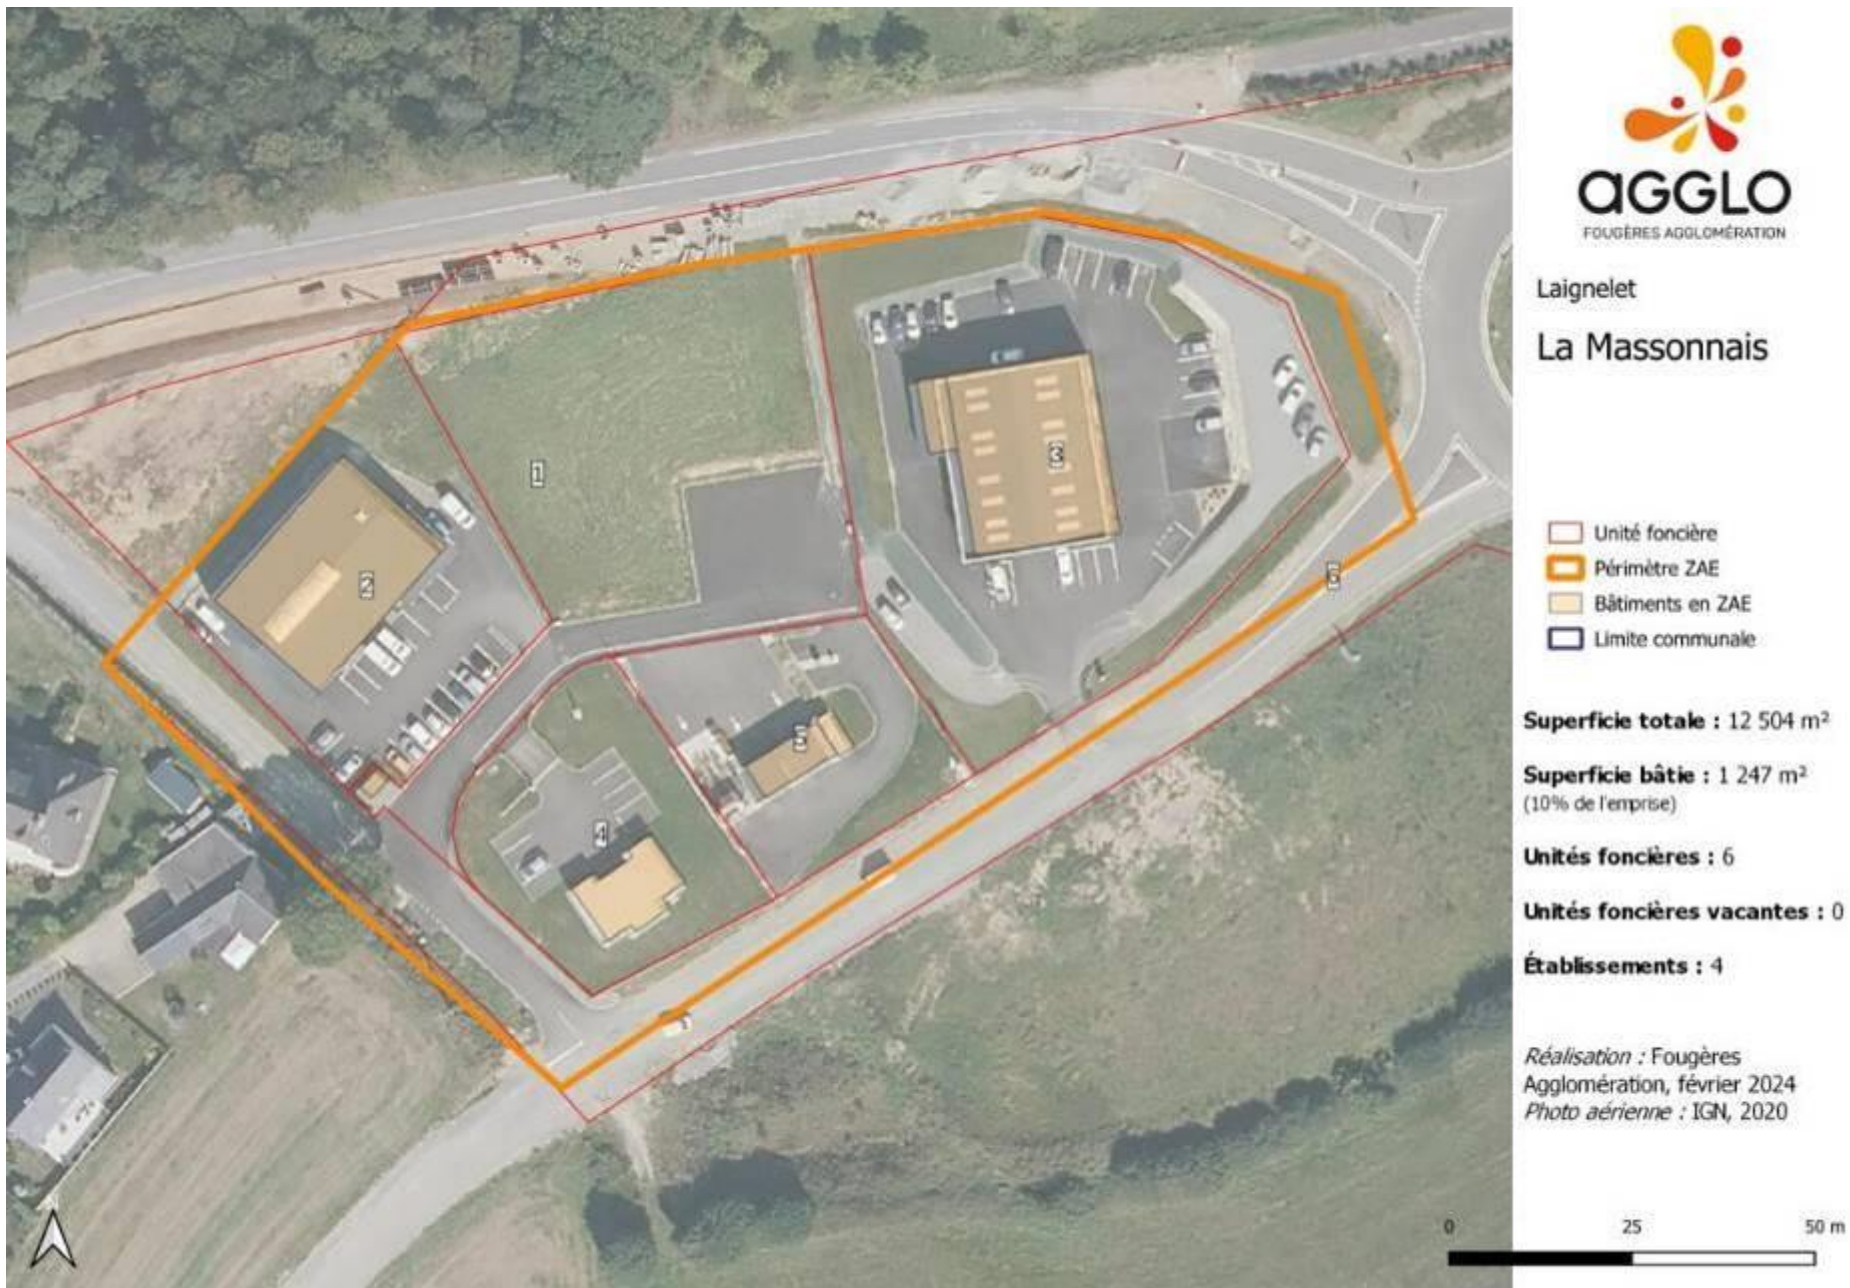 1
3
2
4
AGGLO
FOUGÈRES AGGLOMÉRATION
Laignelet
La Massonnais
Unité foncière
Périmètre ZAE
Bâtiments en ZAE
Limite communale
Superficie totale : 12 504 m²
Superficie bâtie : 1 247 m²
(10% de l'emprise)
Unités foncières : 6
Unités foncières vacantes : 0
Établissements : 4
Réalisation : Fougères
Agglomération, février 2024
Photo aérienne : IGN, 2020
0 25 50 m